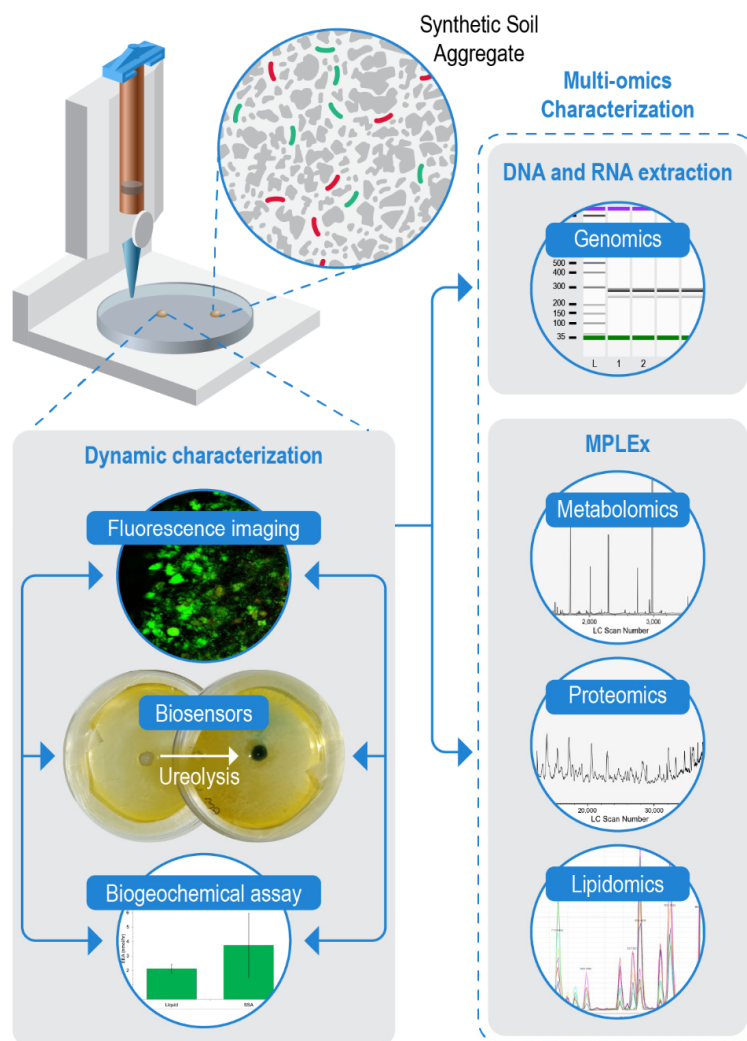 Synthetic Soil
Aggregate
Multi-omics
Characterization
DNA and RNA extraction
Genomics
500
400
300
200
150
100
35
L 1 2
Dynamic characterization
Fluorescence imaging
Biosensors
Ureolysis
Biogeochemical assay
6
5
4
3
2
Liquid SSA
MPLEx
Metabolomics
2,000 3,000
LC Scan Number
Proteomics
20,000 30,000
LC Scan Number
Lipidomics